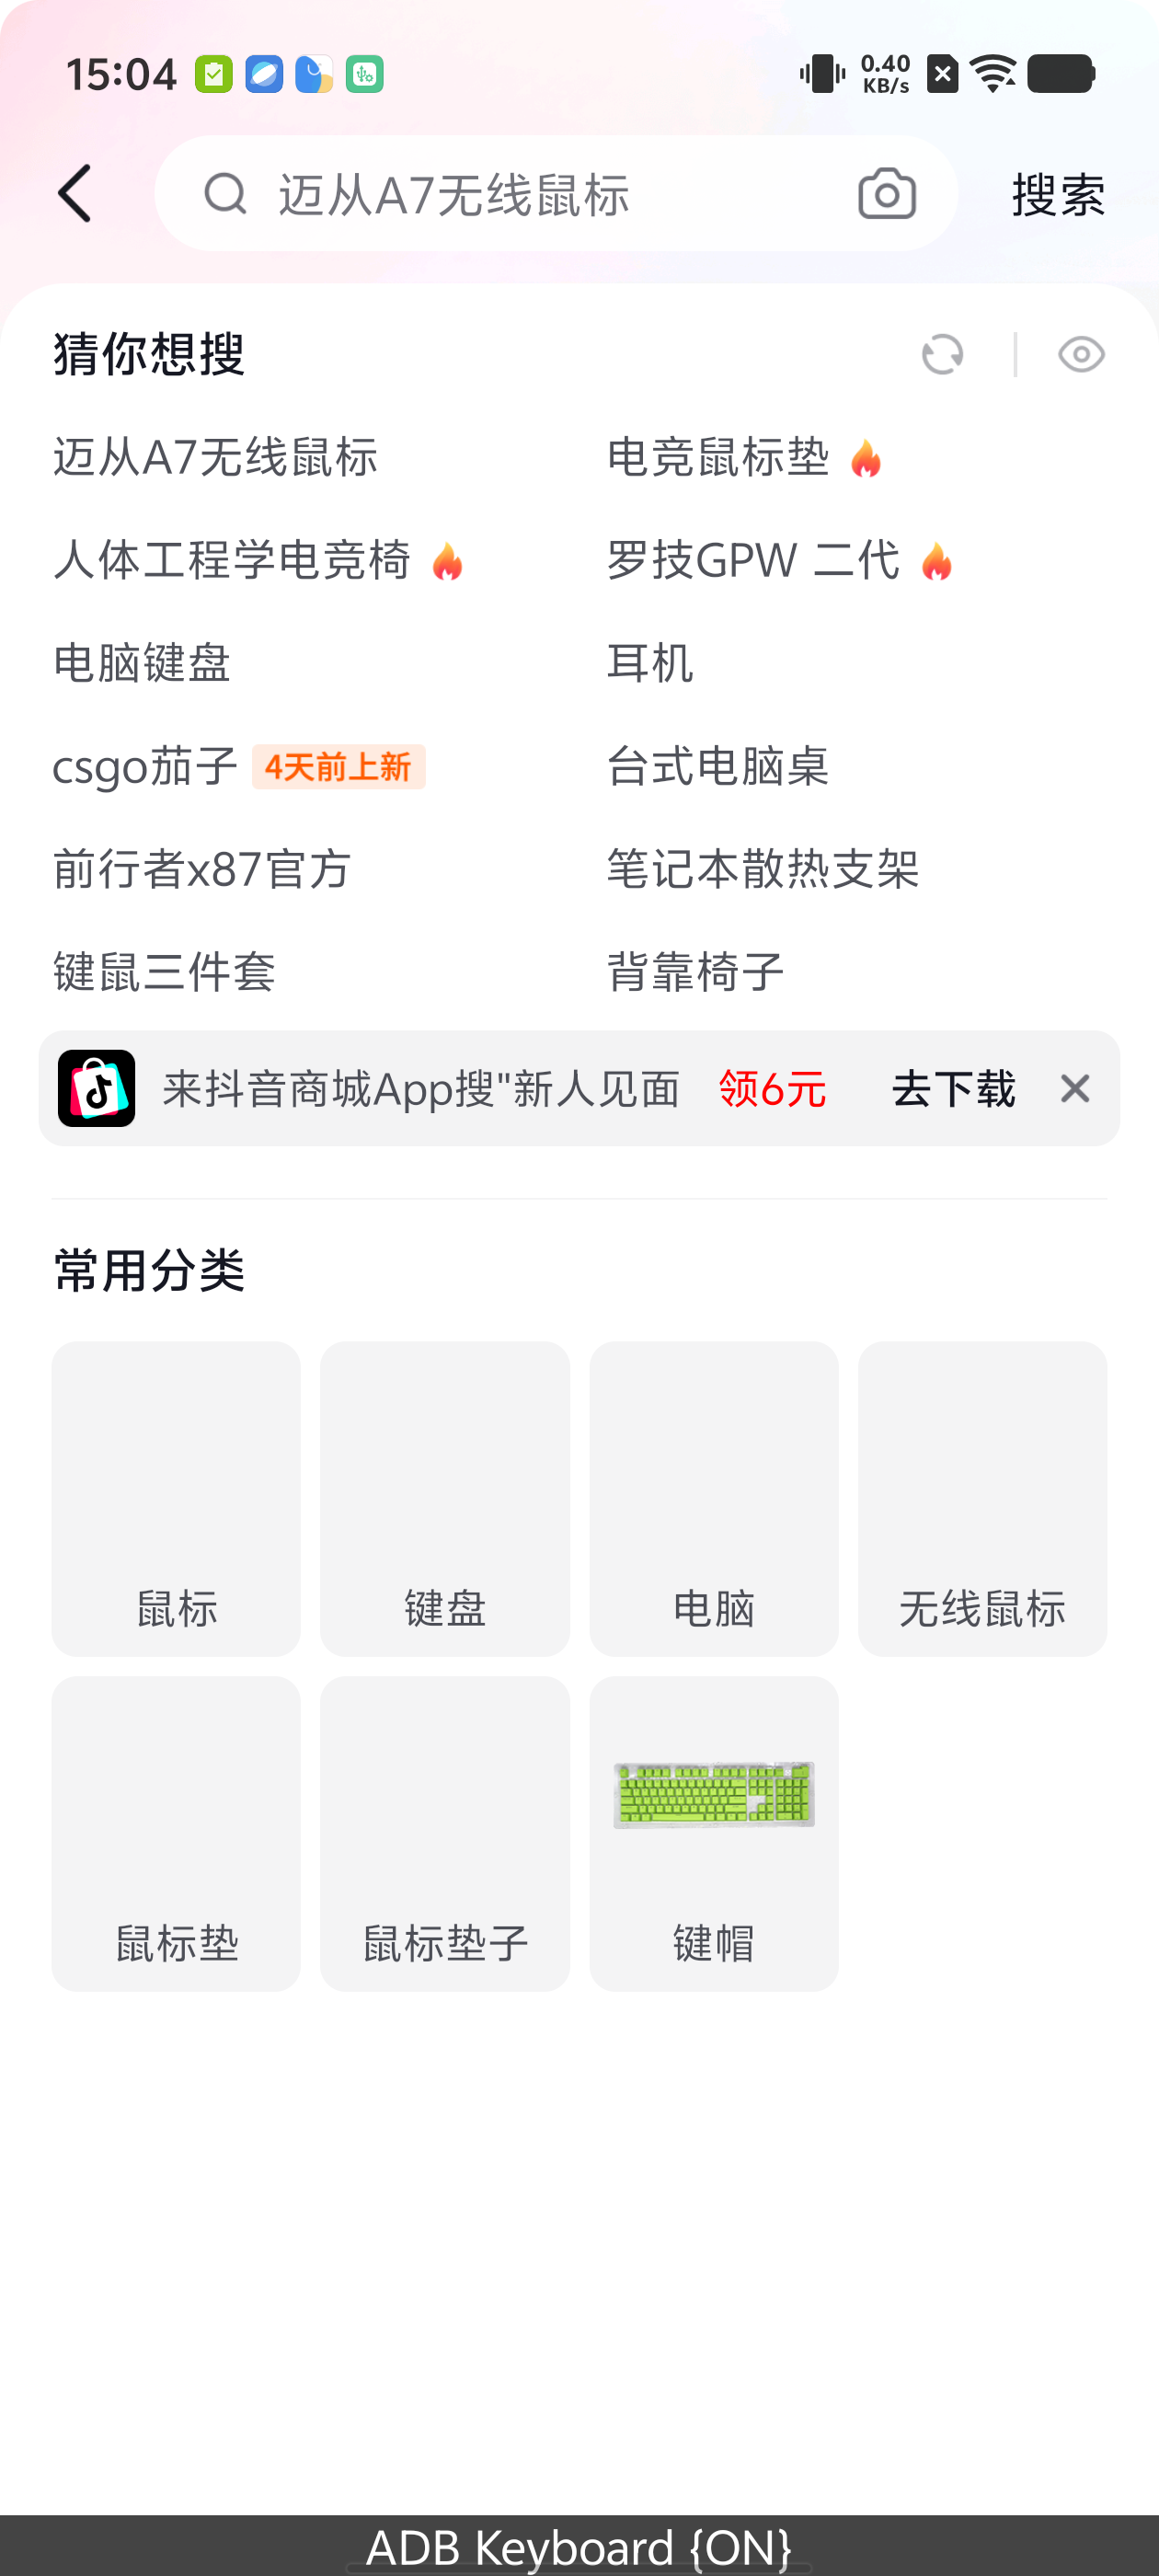 15:04
0.40
KB/s
迈从A7无线鼠标
搜索
猜你想搜
迈从A7无线鼠标
电竞鼠标垫
人体工程学电竞椅
罗技GPW 二代
电脑键盘
耳机
csgo茄子 4天前上新
台式电脑桌
前行者x87官方
笔记本散热支架
键鼠三件套
背靠椅子
来抖音商城App搜"新人见面 领6元 去下载
常用分类
鼠标
键盘
电脑
无线鼠标
鼠标垫
鼠标垫子
键帽
ADB Keyboard {ON}